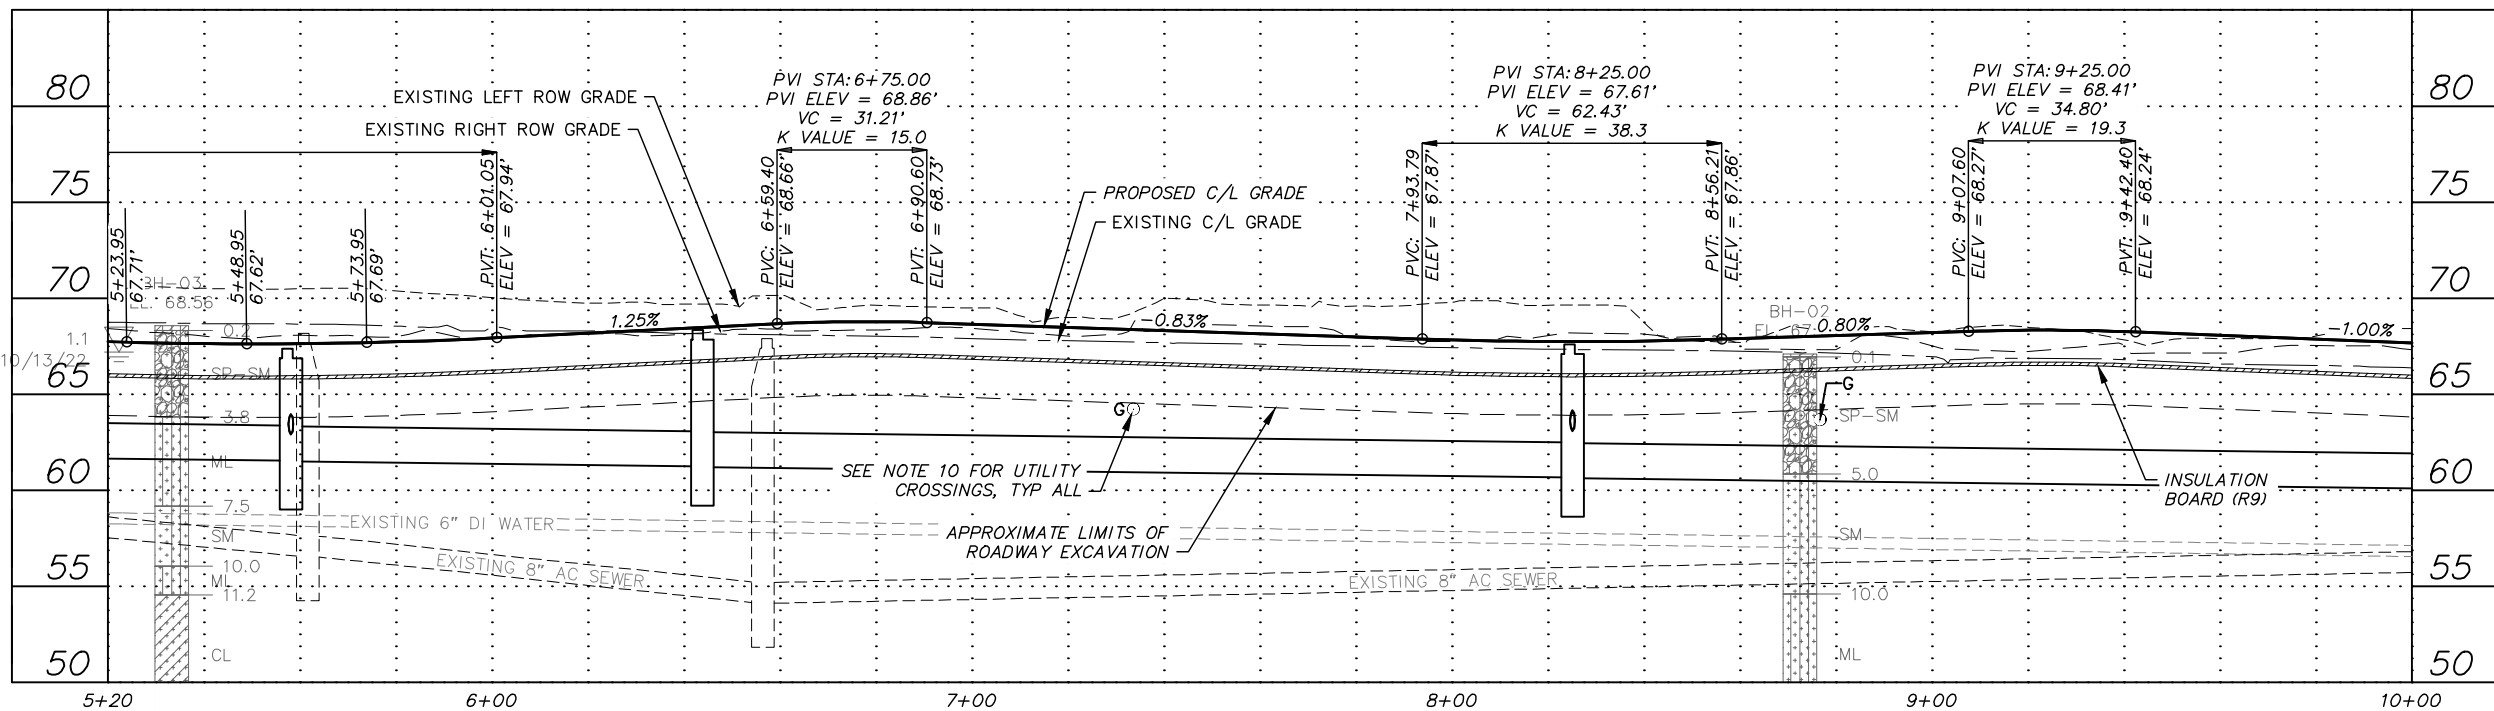 80
75
70
65
60
55
50
80
75
70
65
60
55
50
EXISTING LEFT ROW GRADE
EXISTING RIGHT ROW GRADE
PVI STA: 6+75.00
PVI ELEV = 68.86'
VC = 31.21'
K VALUE = 15.0
PVI STA: 8+25.00
PVI ELEV = 67.61'
VC = 62.43'
K VALUE = 38.3
PVI STA: 9+25.00
PVI ELEV = 68.41'
VC = 34.80'
K VALUE = 19.3
5+23.95
67.71'
5+48.95
67.62'
5+73.95
67.69'
PVT: 6+01.05
ELEV = 67.94'
PVC: 6+59.40
ELEV = 68.66'
PVT: 6+90.60
ELEV = 68.73'
PVC: 7+93.79
ELEV = 67.87'
PVT: 8+56.21
ELEV = 67.86'
PVC: 9+07.60
ELEV = 68.27'
PVT: 9+42.40
ELEV = 68.24'
PROPOSED C/L GRADE
EXISTING C/L GRADE
1.25%
-0.83%
0.80%
-1.00%
BH-03
EL. 68.56
1.1
10/13/22
0.2
SP-SM
3.8
ML
7.5
SM
10.0
ML
11.2
CL
BH-02
0.1
G
SP-SM
5.0
SM
10.0
ML
G
SEE NOTE 10 FOR UTILITY
CROSSINGS, TYP ALL
APPROXIMATE LIMITS OF
ROADWAY EXCAVATION
INSULATION
BOARD (R9)
EXISTING 6" DI WATER
EXISTING 8" AC SEWER
EXISTING 8" AC SEWER
5+20
6+00
7+00
8+00
9+00
10+00